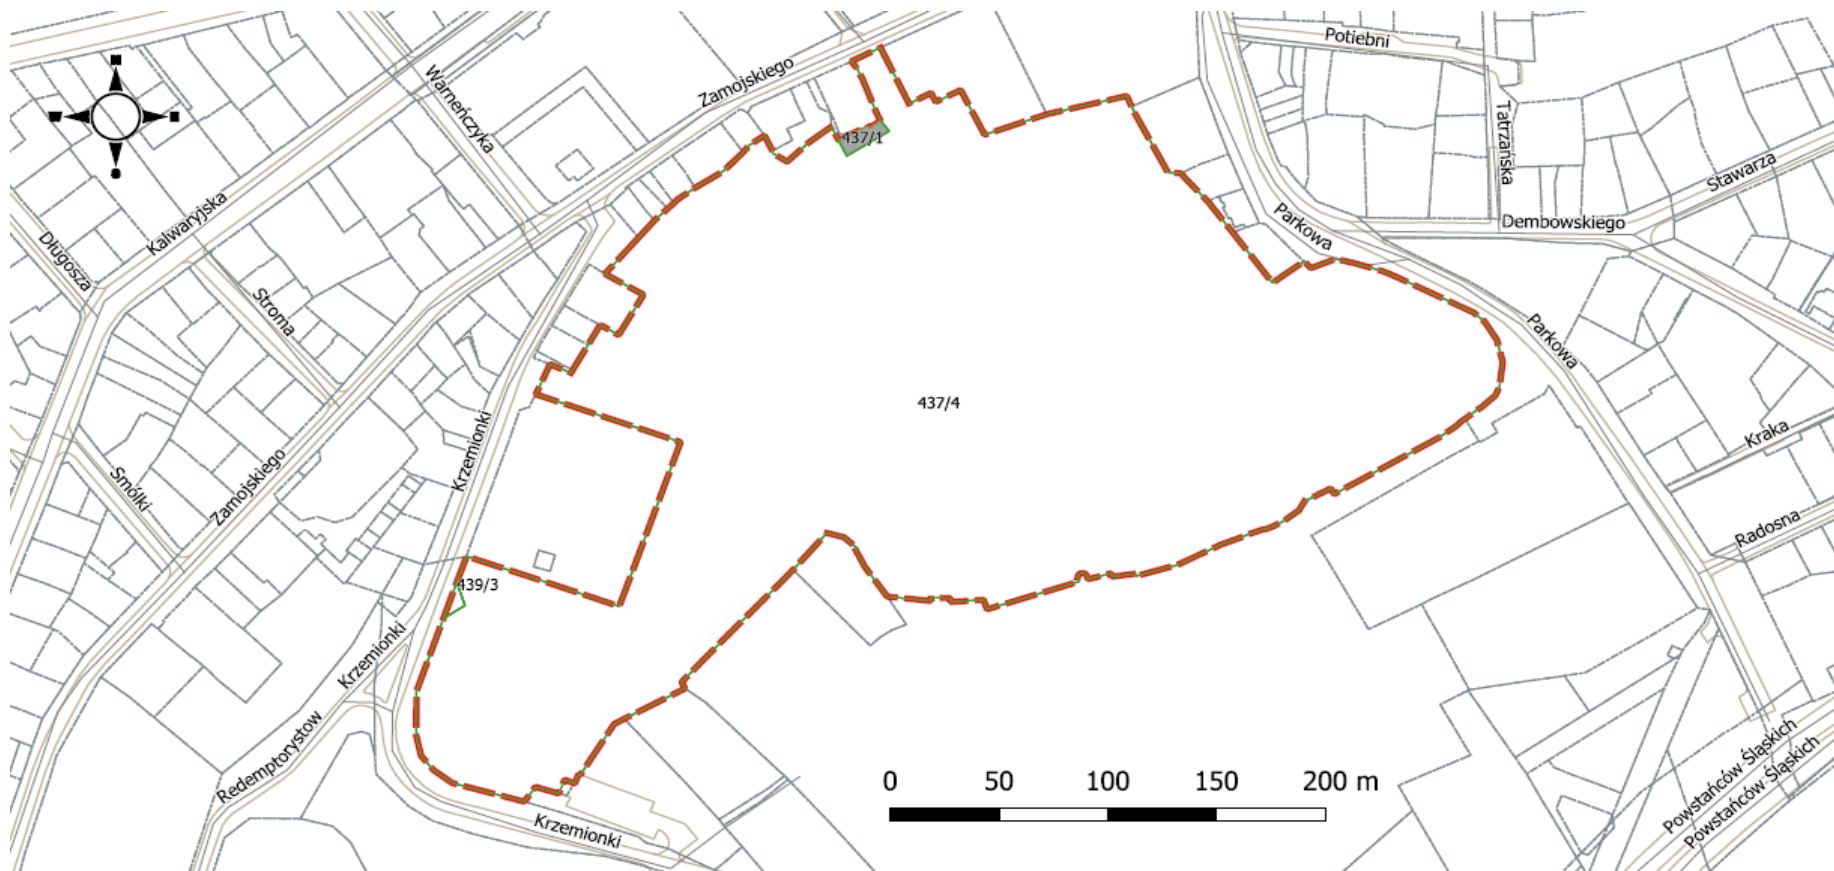 Potiebni
Zamojskiego
Warneńczyka
437/1
Tatrzańska
Stawarza
Kalwaryjska
Parkowa
Dembowskiego
Długosza
Stroma
Parkowa
437/4
Krzemionki
Kraka
Smólki
Zamojskiego
Radosna
439/3
Krzemionki
Redemptorystow
Powstańców Śląskich
Powstańców Śląskich
0 50 100 150 200 m
Krzemionki